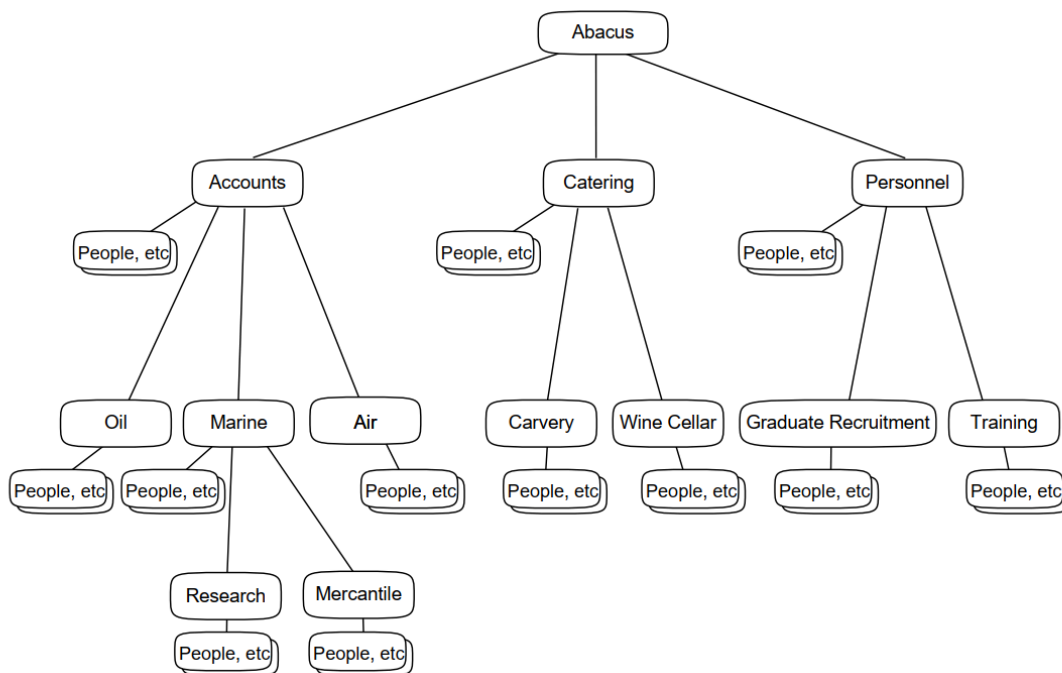 Abacus
Accounts
Catering
Personnel
People, etc
People, etc
People, etc
Oil
Marine
Air
Carvery
Wine Cellar
Graduate Recruitment
Training
People, etc
People, etc
People, etc
People, etc
People, etc
People, etc
People, etc
Research
Mercantile
People, etc
People, etc